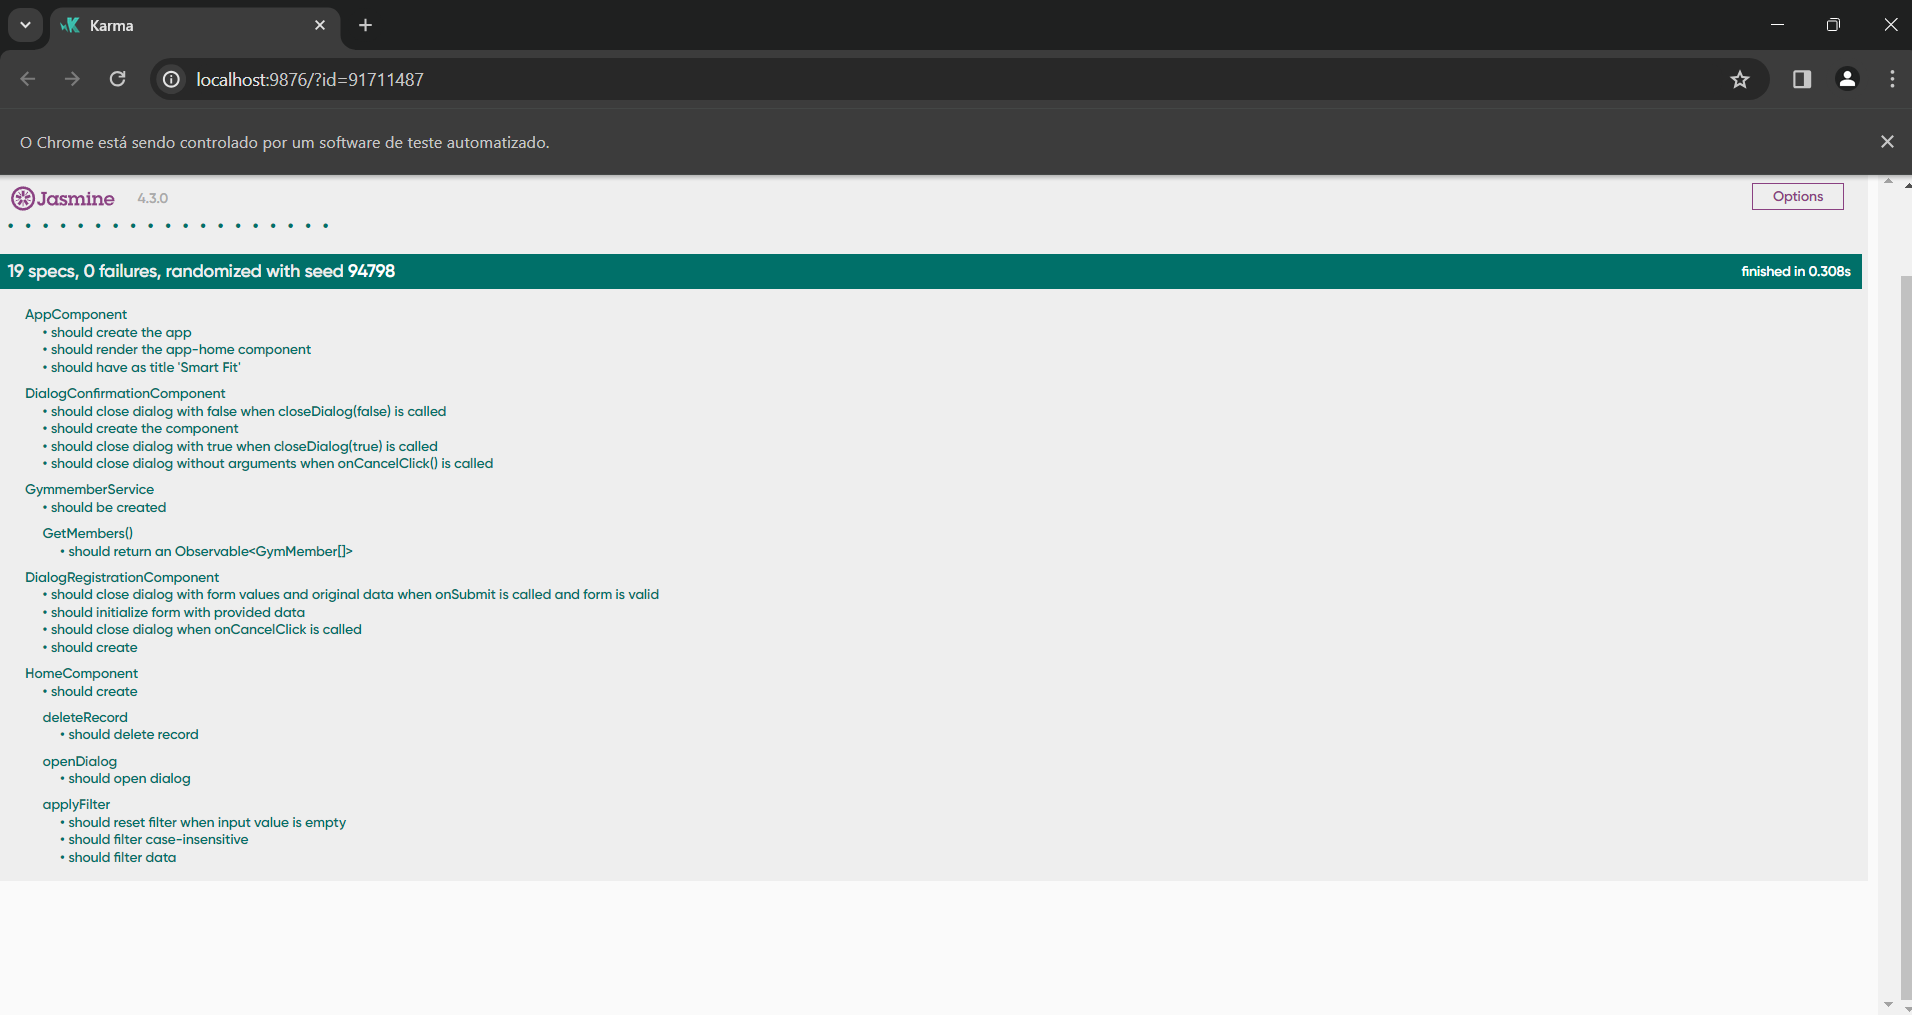 Karma
localhost:9876/?id=91711487
O Chrome está sendo controlado por um software de teste automatizado.
Jasmine 4.3.0
Options
19 specs, 0 failures, randomized with seed 94798
finished in 0.308s
AppComponent
• should create the app
• should render the app-home component
• should have as title 'Smart Fit'
DialogConfirmationComponent
• should close dialog with false when closeDialog(false) is called
• should create the component
• should close dialog with true when closeDialog(true) is called
• should close dialog without arguments when onCancelClick() is called
GymmemberService
• should be created
GetMembers()
• should return an Observable<GymMember[]>
DialogRegistrationComponent
• should close dialog with form values and original data when onSubmit is called and form is valid
• should initialize form with provided data
• should close dialog when onCancelClick is called
• should create
HomeComponent
• should create
deleteRecord
• should delete record
openDialog
• should open dialog
applyFilter
• should reset filter when input value is empty
• should filter case-insensitive
• should filter data